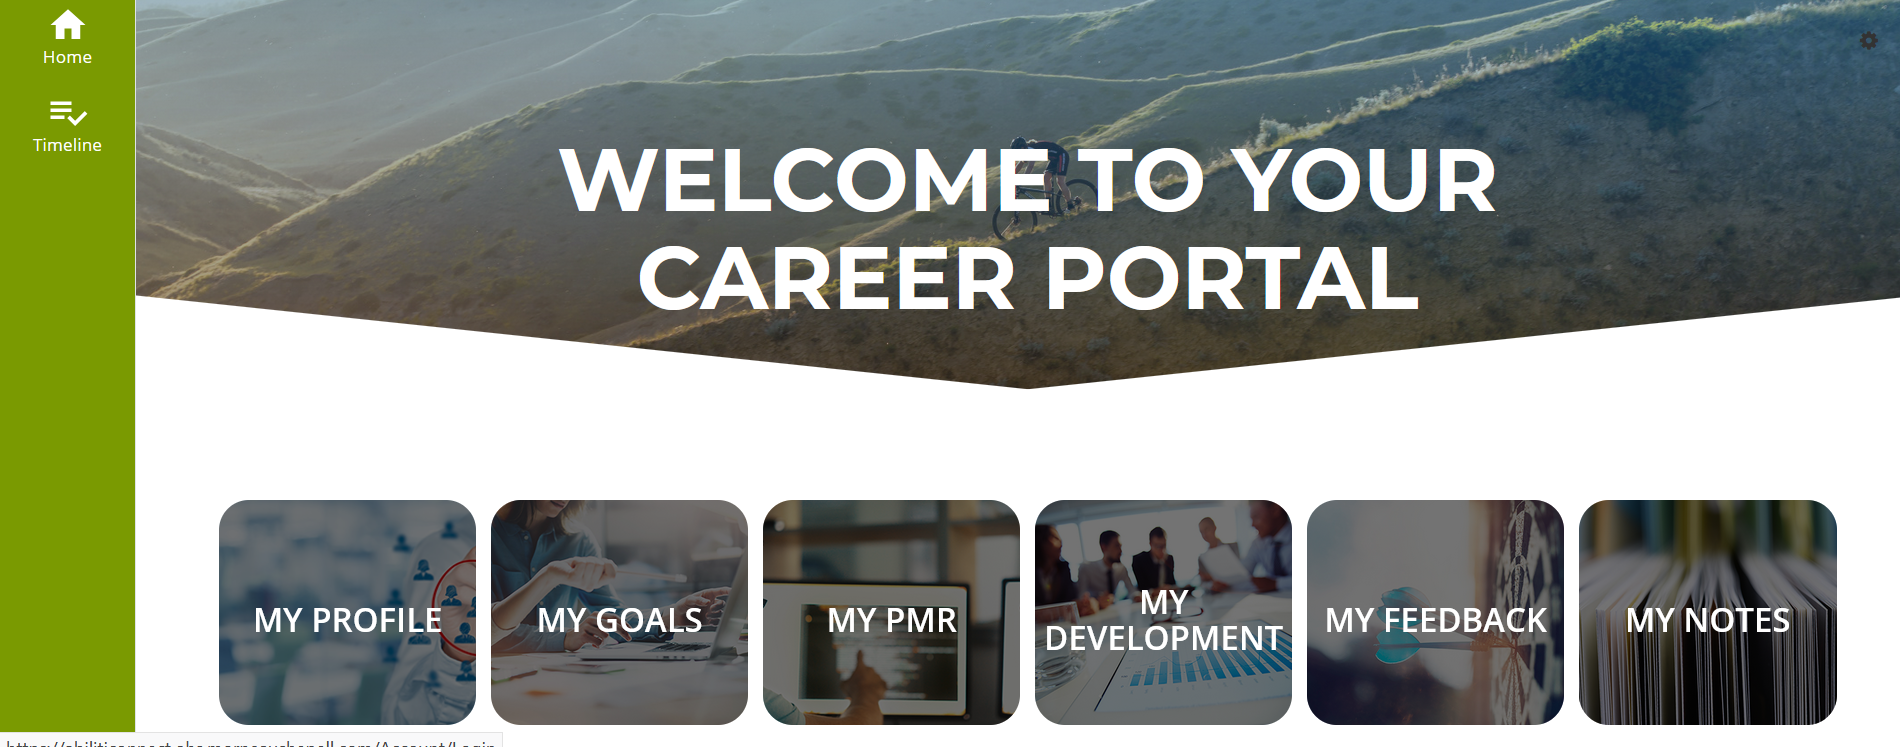 Home
Timeline
WELCOME TO YOUR
CAREER PORTAL
MY PROFILE
MY GOALS
MY PMR
MY
DEVELOPMENT
MY FEEDBACK
MY NOTES